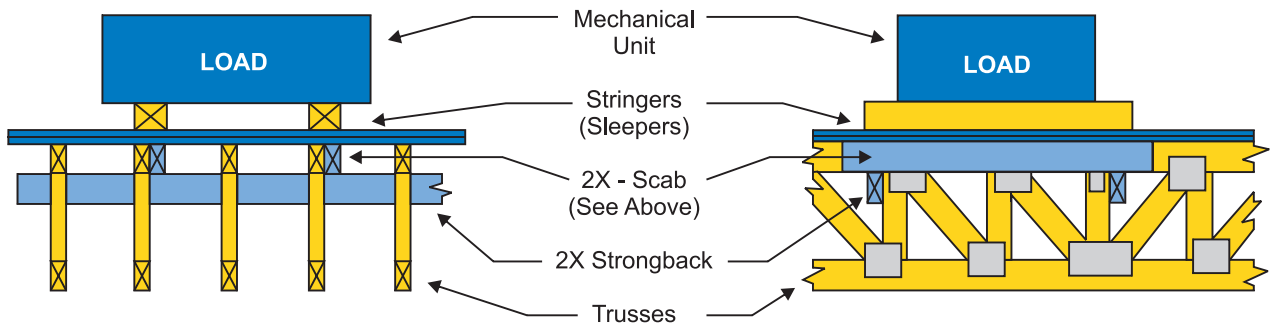 Mechanical
Unit
LOAD
LOAD
Stringers
(Sleepers)
2X - Scab
(See Above)
2X Strongback
Trusses